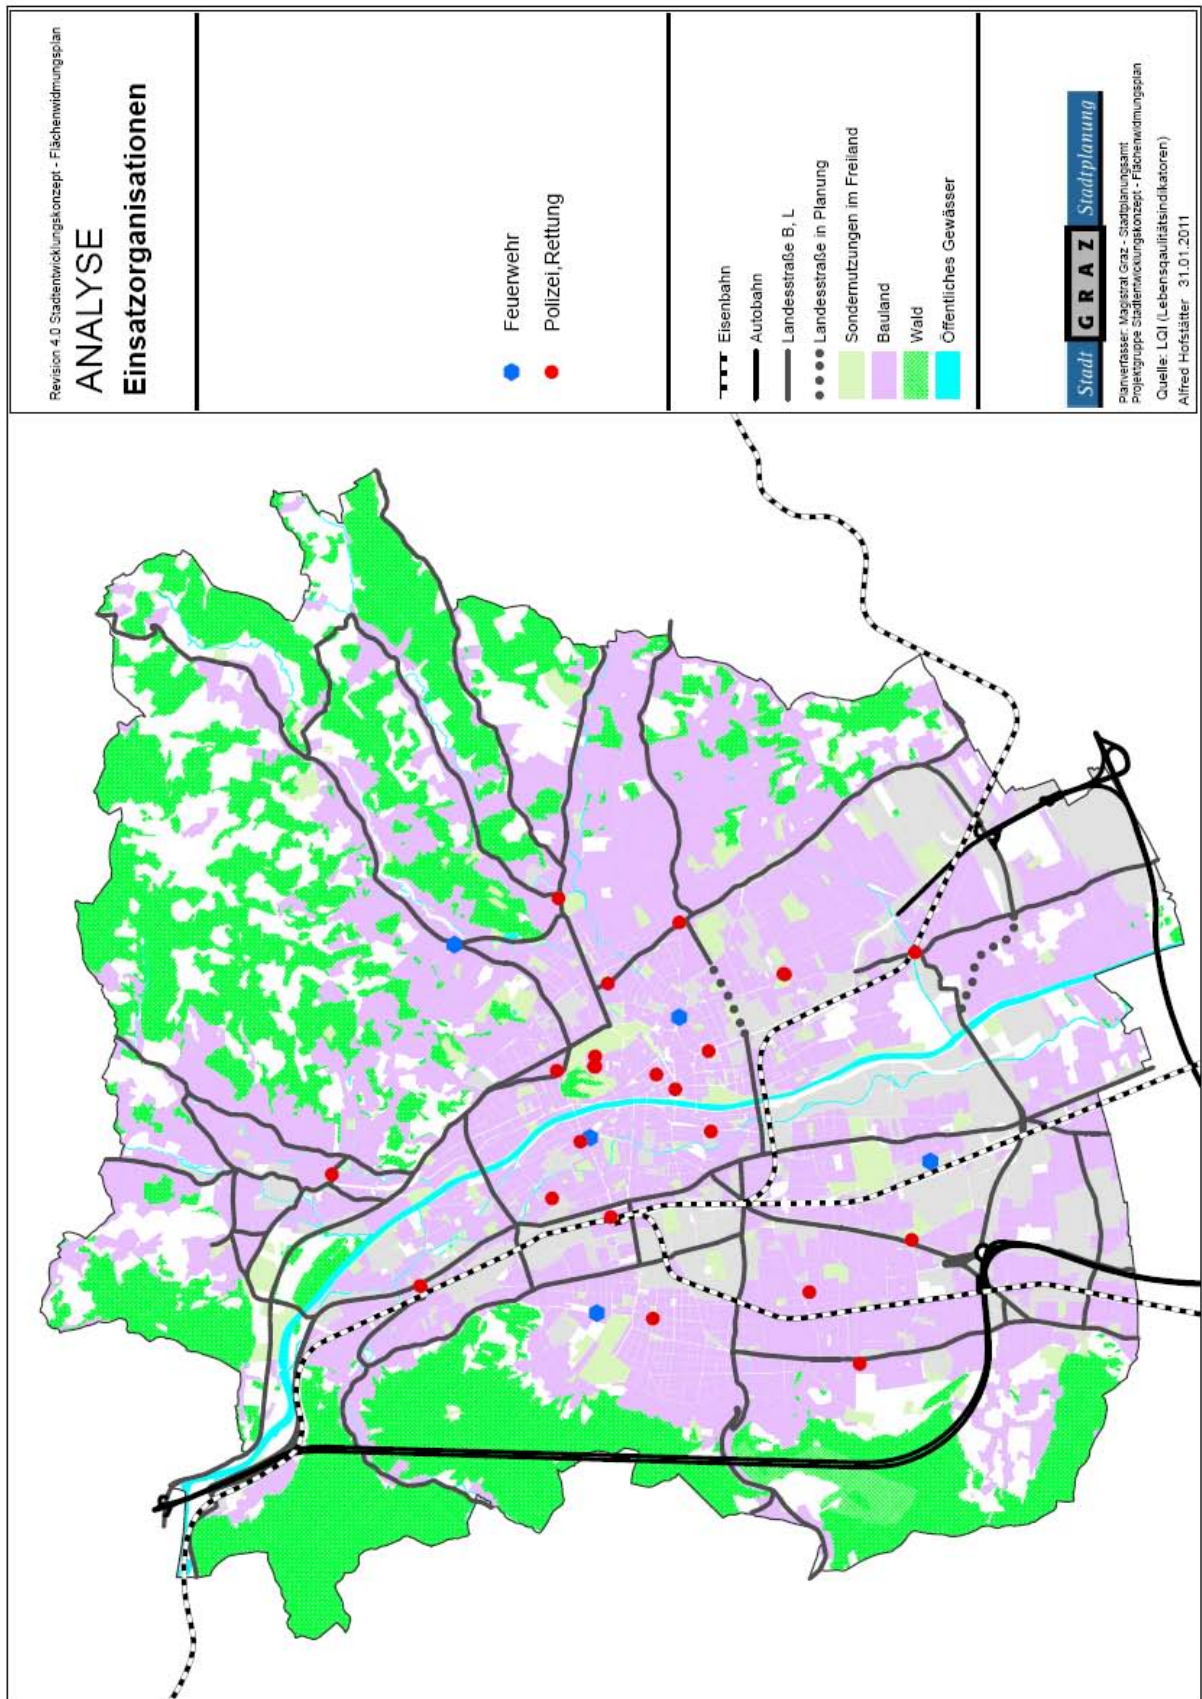 Revision 4.0 Stadtentwicklungskonzept - Flächenwidmungsplan
ANALYSE
Einsatzorganisationen
Feuerwehr
Polizei,Rettung
Eisenbahn
Autobahn
Landesstraße B, L
Landesstraße in Planung
Sondernutzungen im Freiland
Bauland
Wald
Öffentliches Gewässer
Stadt GRAZ Stadtplanung
Planverfasser: Magistrat Graz - Stadtplanungsamt
Projektgruppe Stadtentwicklungskonzept - Flächenwidmungsplan
Quelle: LQI (Lebensqaulitätsindikatoren)
Alfred Hofstätter 31.01.2011